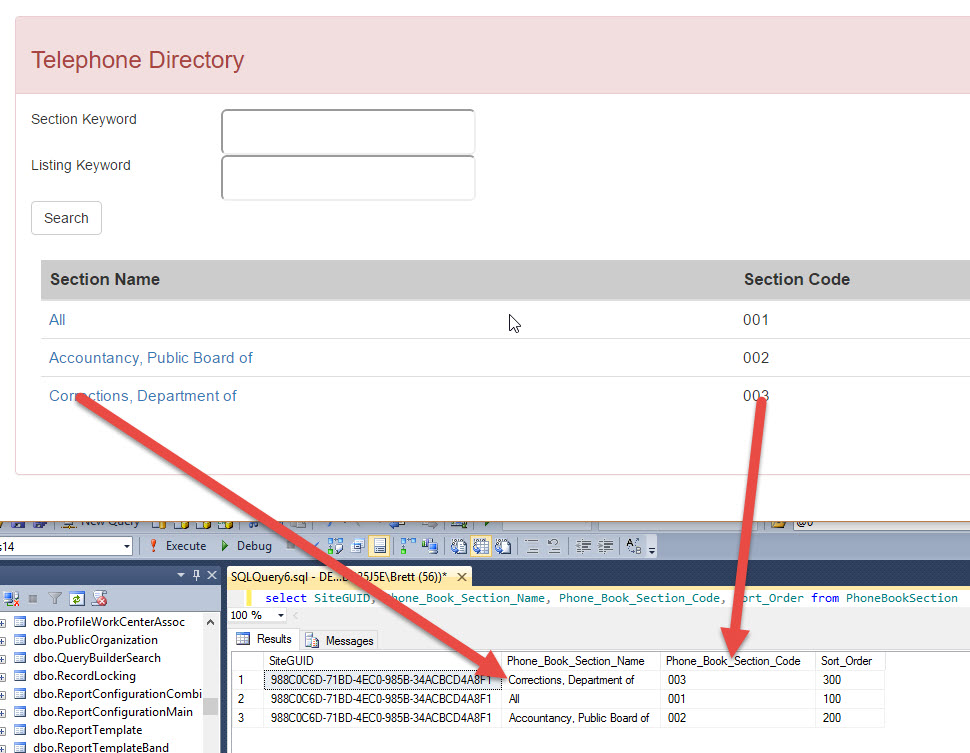 Telephone Directory
Section Keyword
Listing Keyword
Search
Section Name Section Code
All 001
Accountancy, Public Board of 002
Corrections, Department of 003
New Query
s14 Execute Debug
SQLQuery6.sql - DE...
35J5E\Brett (56))*
select SiteGUID, Phone_Book_Section_Name, Phone_Book_Section_Code, Sort_Order from PhoneBookSection
100 %
Results Messages
SiteGUID Phone_Book_Section_Name Phone_Book_Section_Code Sort_Order
1 988C0C6D-71BD-4EC0-985B-34ACBCD4A8F1 Corrections, Department of 003 300
2 988C0C6D-71BD-4EC0-985B-34ACBCD4A8F1 All 001 100
3 988C0C6D-71BD-4EC0-985B-34ACBCD4A8F1 Accountancy, Public Board of 002 200
dbo.ProfileWorkCenterAssoc
dbo.PublicOrganization
dbo.QueryBuilderSearch
dbo.RecordLocking
dbo.ReportConfigurationCombi
dbo.ReportConfigurationMain
dbo.ReportTemplate
dbo.ReportTemplateBand